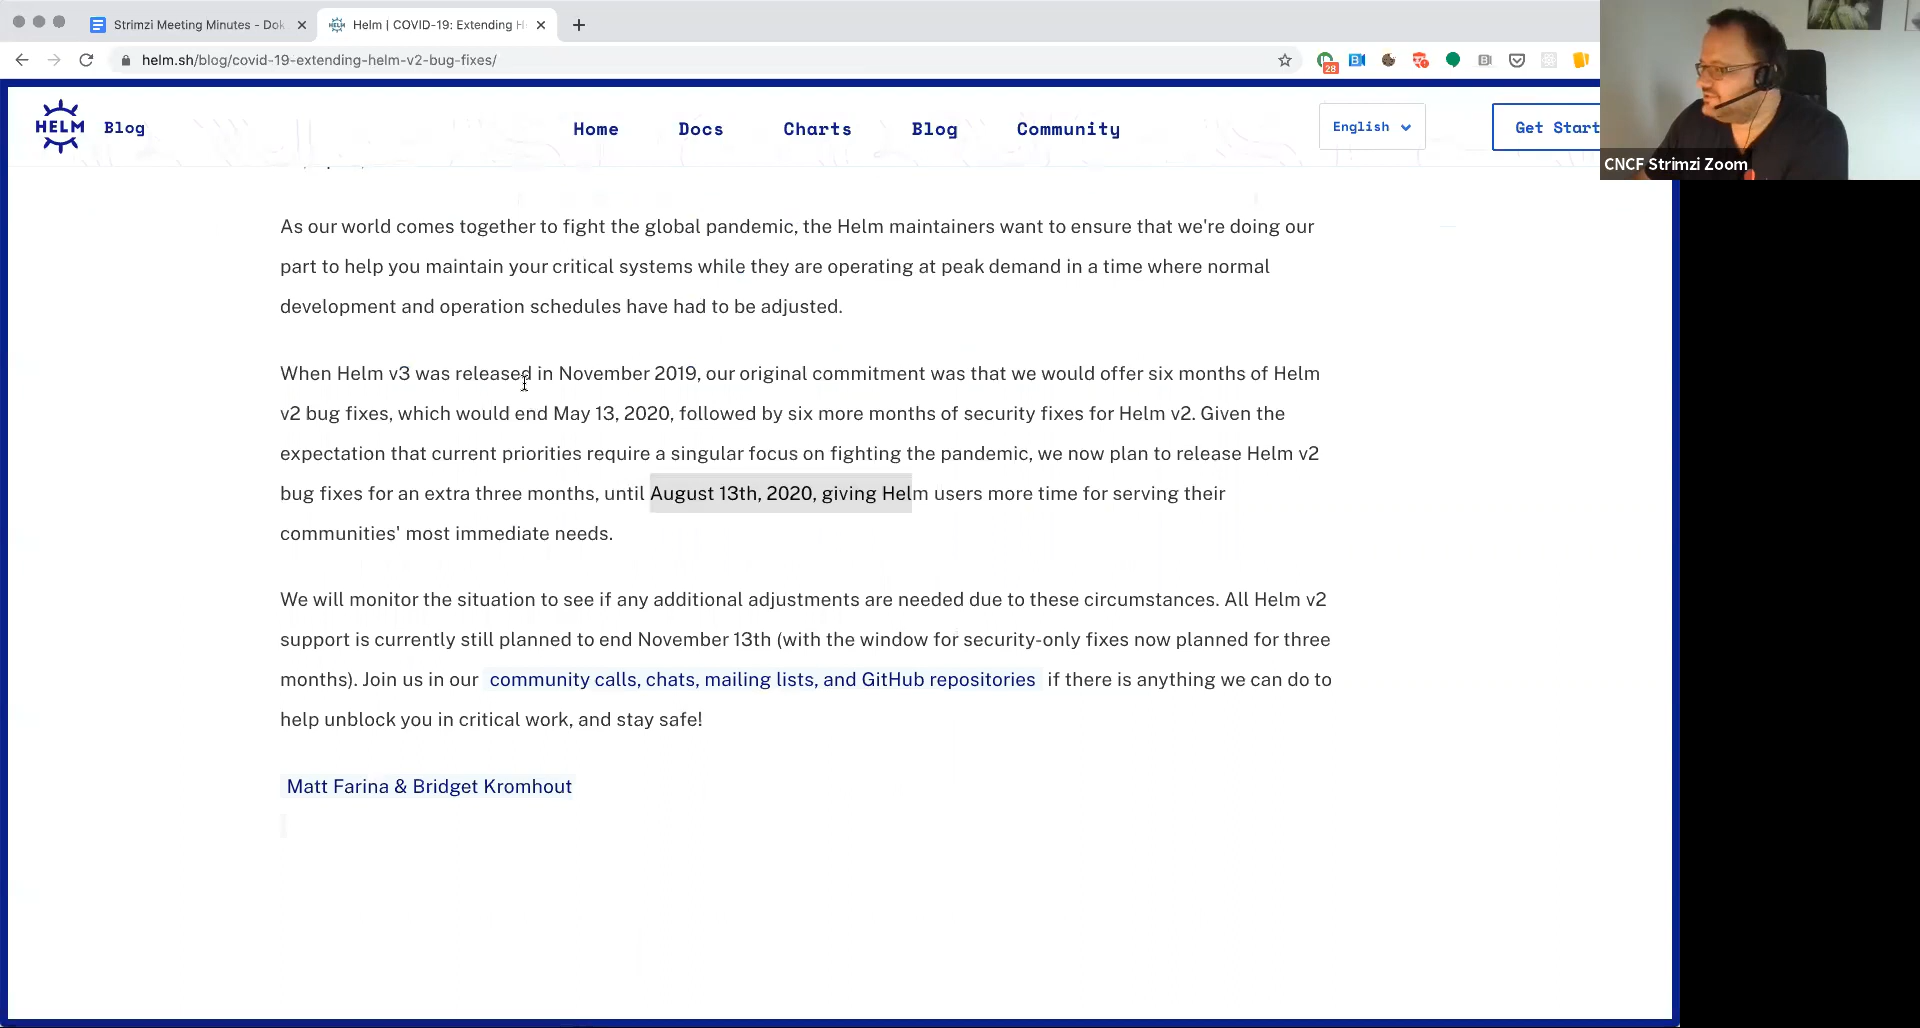 Strimzi Meeting Minutes - Dok
Helm | COVID-19: Extending H
helm.sh/blog/covid-19-extending-helm-v2-bug-fixes/
28
HELM
Blog
Home
Docs
Charts
Blog
Community
English
Get Start
CNCF Strimzi Zoom
As our world comes together to fight the global pandemic, the Helm maintainers want to ensure that we're doing our
part to help you maintain your critical systems while they are operating at peak demand in a time where normal
development and operation schedules have had to be adjusted.
When Helm v3 was released in November 2019, our original commitment was that we would offer six months of Helm
v2 bug fixes, which would end May 13, 2020, followed by six more months of security fixes for Helm v2. Given the
expectation that current priorities require a singular focus on fighting the pandemic, we now plan to release Helm v2
bug fixes for an extra three months, until August 13th, 2020, giving Helm users more time for serving their
communities' most immediate needs.
We will monitor the situation to see if any additional adjustments are needed due to these circumstances. All Helm v2
support is currently still planned to end November 13th (with the window for security-only fixes now planned for three
months). Join us in our community calls, chats, mailing lists, and GitHub repositories if there is anything we can do to
help unblock you in critical work, and stay safe!
Matt Farina & Bridget Kromhout